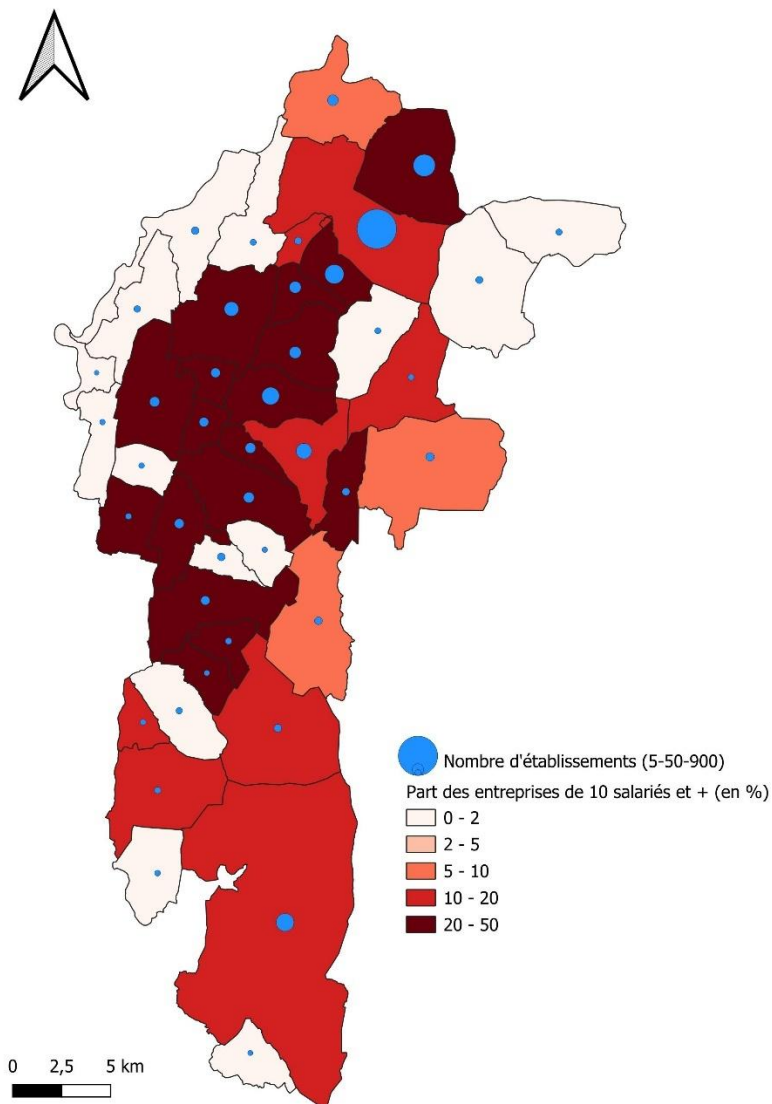 Nombre d'établissements (5-50-900)
Part des entreprises de 10 salariés et + (en %)
0 - 2
2 - 5
5 - 10
10 - 20
20 - 50
0 2,5 5 km